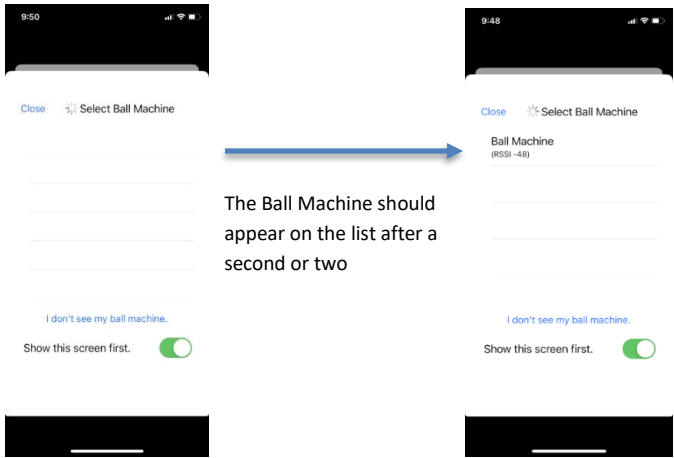 9:50
Close Select Ball Machine
I don't see my ball machine.
Show this screen first.
The Ball Machine should
appear on the list after a
second or two
9:48
Close Select Ball Machine
Ball Machine
(RSSI -48)
I don't see my ball machine.
Show this screen first.